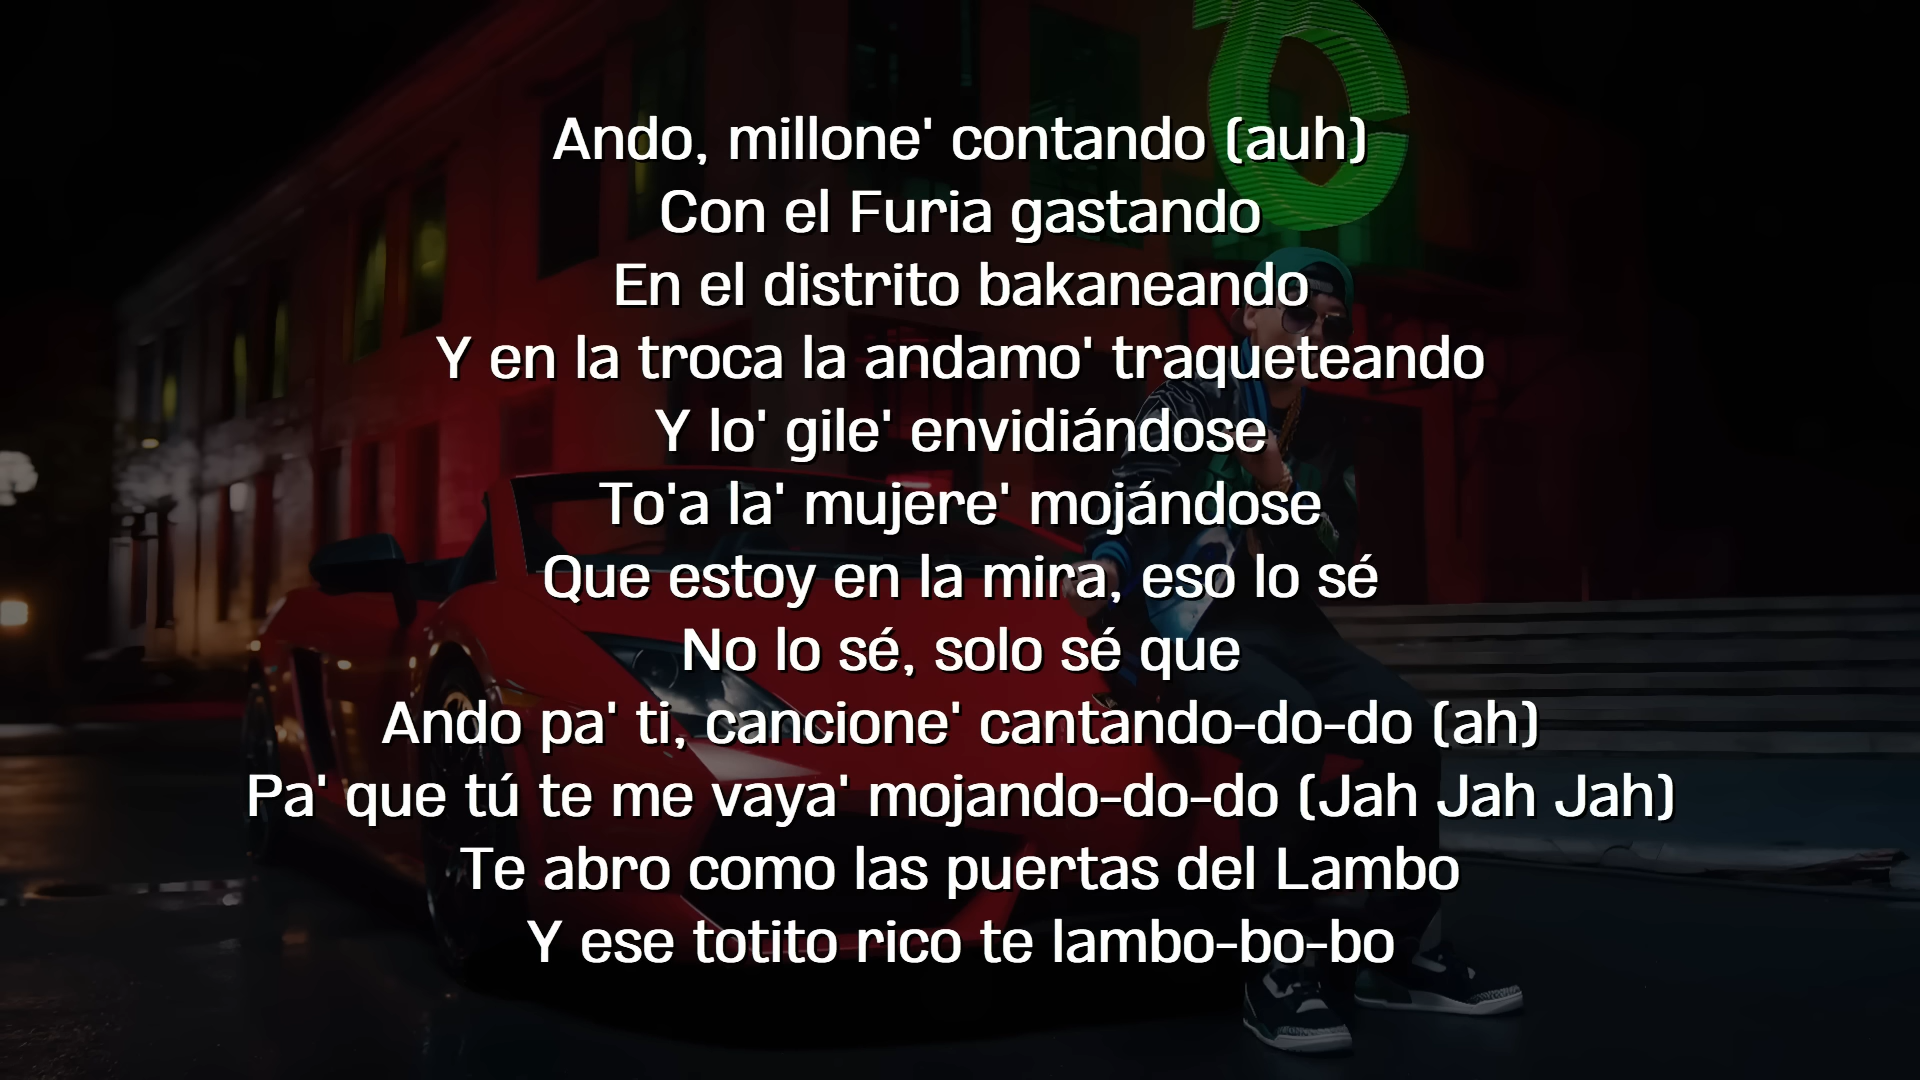 Ando, millone' contando (auh)
Con el Furia gastando
En el distrito bakaneando
Y en la troca la andamo' traqueteando
Y lo' gile' envidiándose
To'a la' mujere' mojándose
Que estoy en la mira, eso lo sé
No lo sé, solo sé que
Ando pa' ti, cancione' cantando-do-do (ah)
Pa' que tú te me vaya' mojando-do-do (Jah Jah Jah)
Te abro como las puertas del Lambo
Y ese totito rico te lambo-bo-bo